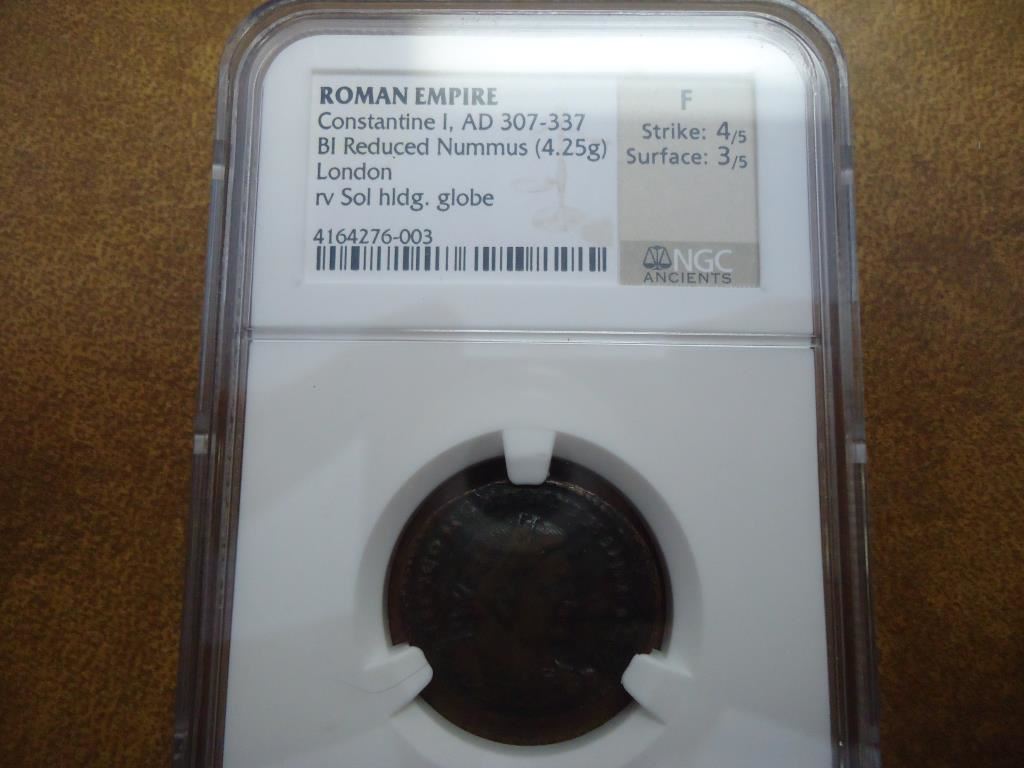 ROMAN EMPIRE
Constantine I, AD 307-337
BI Reduced Nummus (4.25g)
London
rv Sol hldg. globe
4164276-003
F
Strike: 4/5
Surface: 3/5
NGC
ANCIENTS